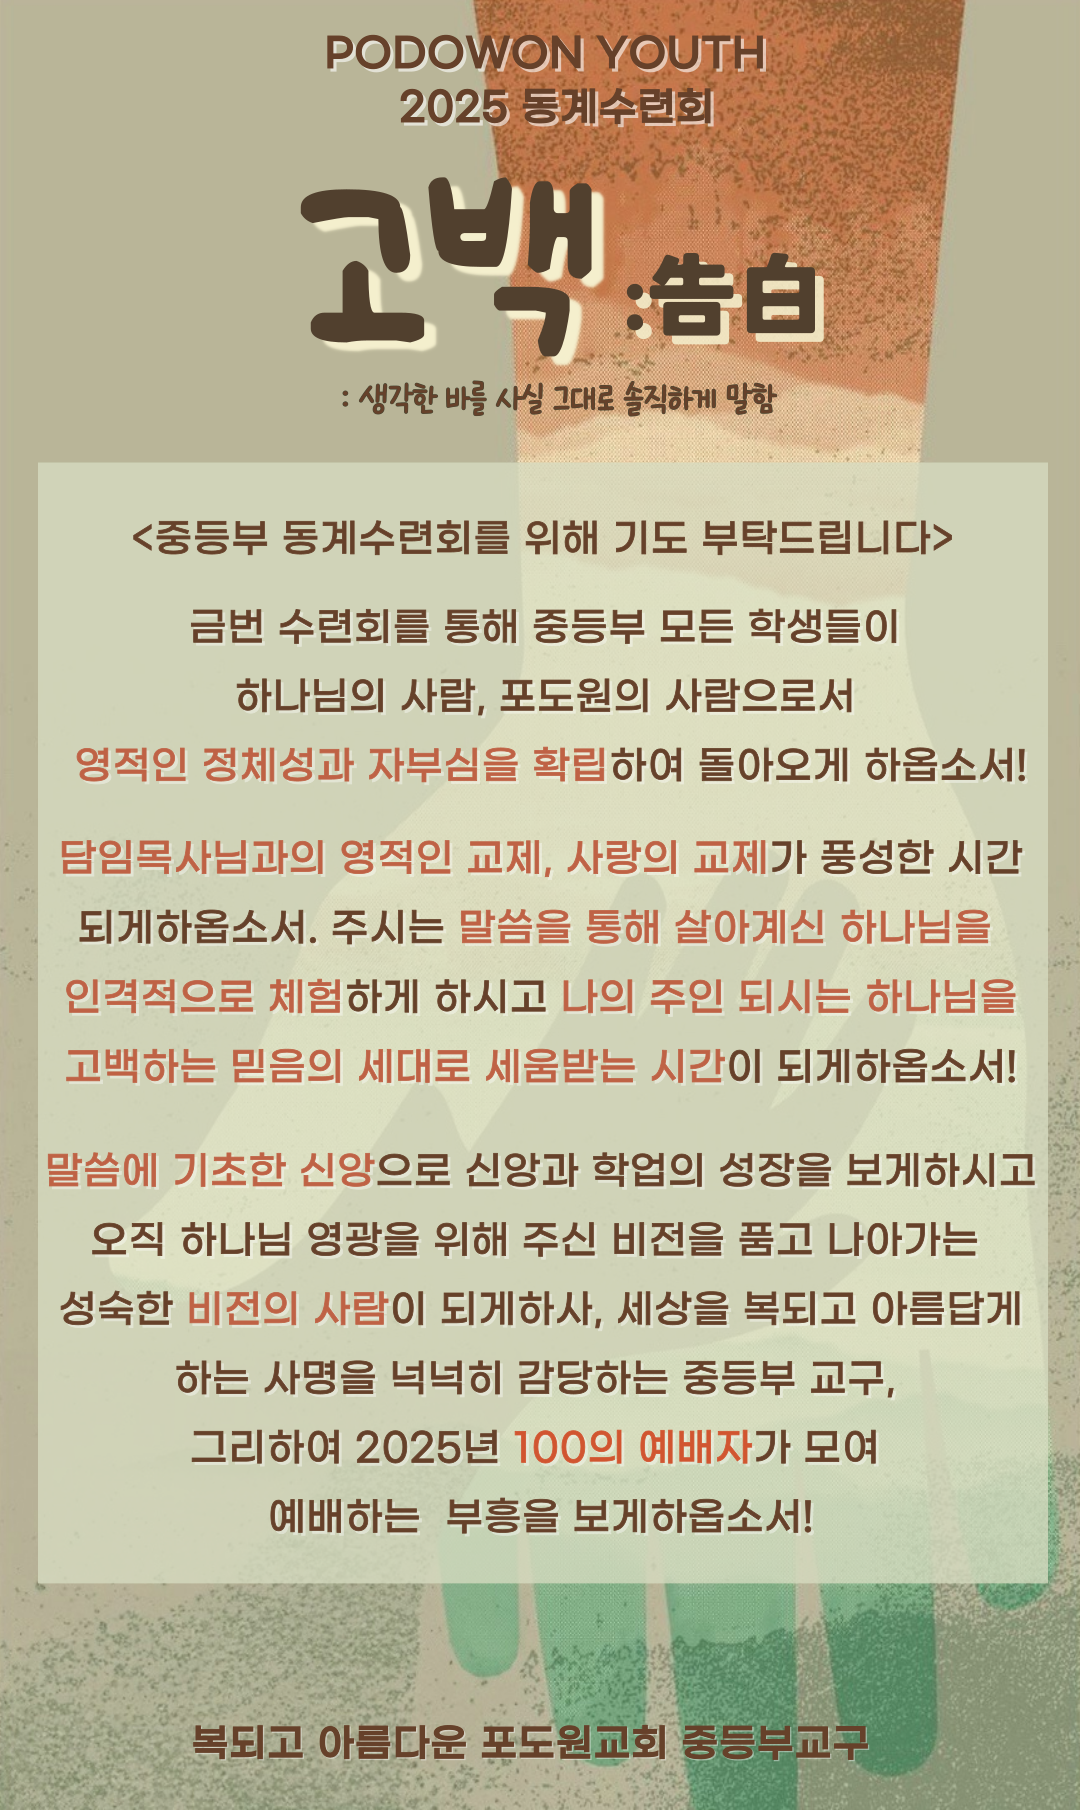 PODOWON YOUTH
2025 동계수련회
고백 :告白
: 생각한 바를 사실 그대로 솔직하게 말함
<중등부 동계수련회를 위해 기도 부탁드립니다>
금번 수련회를 통해 중등부 모든 학생들이
하나님의 사람, 포도원의 사람으로서
영적인 정체성과 자부심을 확립하여 돌아오게 하옵소서!
담임목사님과의 영적인 교제, 사랑의 교제가 풍성한 시간
되게하옵소서. 주시는 말씀을 통해 살아계신 하나님을
인격적으로 체험하게 하시고 나의 주인 되시는 하나님을
고백하는 믿음의 세대로 세움받는 시간이 되게하옵소서!
말씀에 기초한 신앙으로 신앙과 학업의 성장을 보게하시고
오직 하나님 영광을 위해 주신 비전을 품고 나아가는
성숙한 비전의 사람이 되게하사, 세상을 복되고 아름답게
하는 사명을 넉넉히 감당하는 중등부 교구,
그리하여 2025년 100의 예배자가 모여
예배하는  부흥을 보게하옵소서!
복되고 아름다운 포도원교회 중등부교구